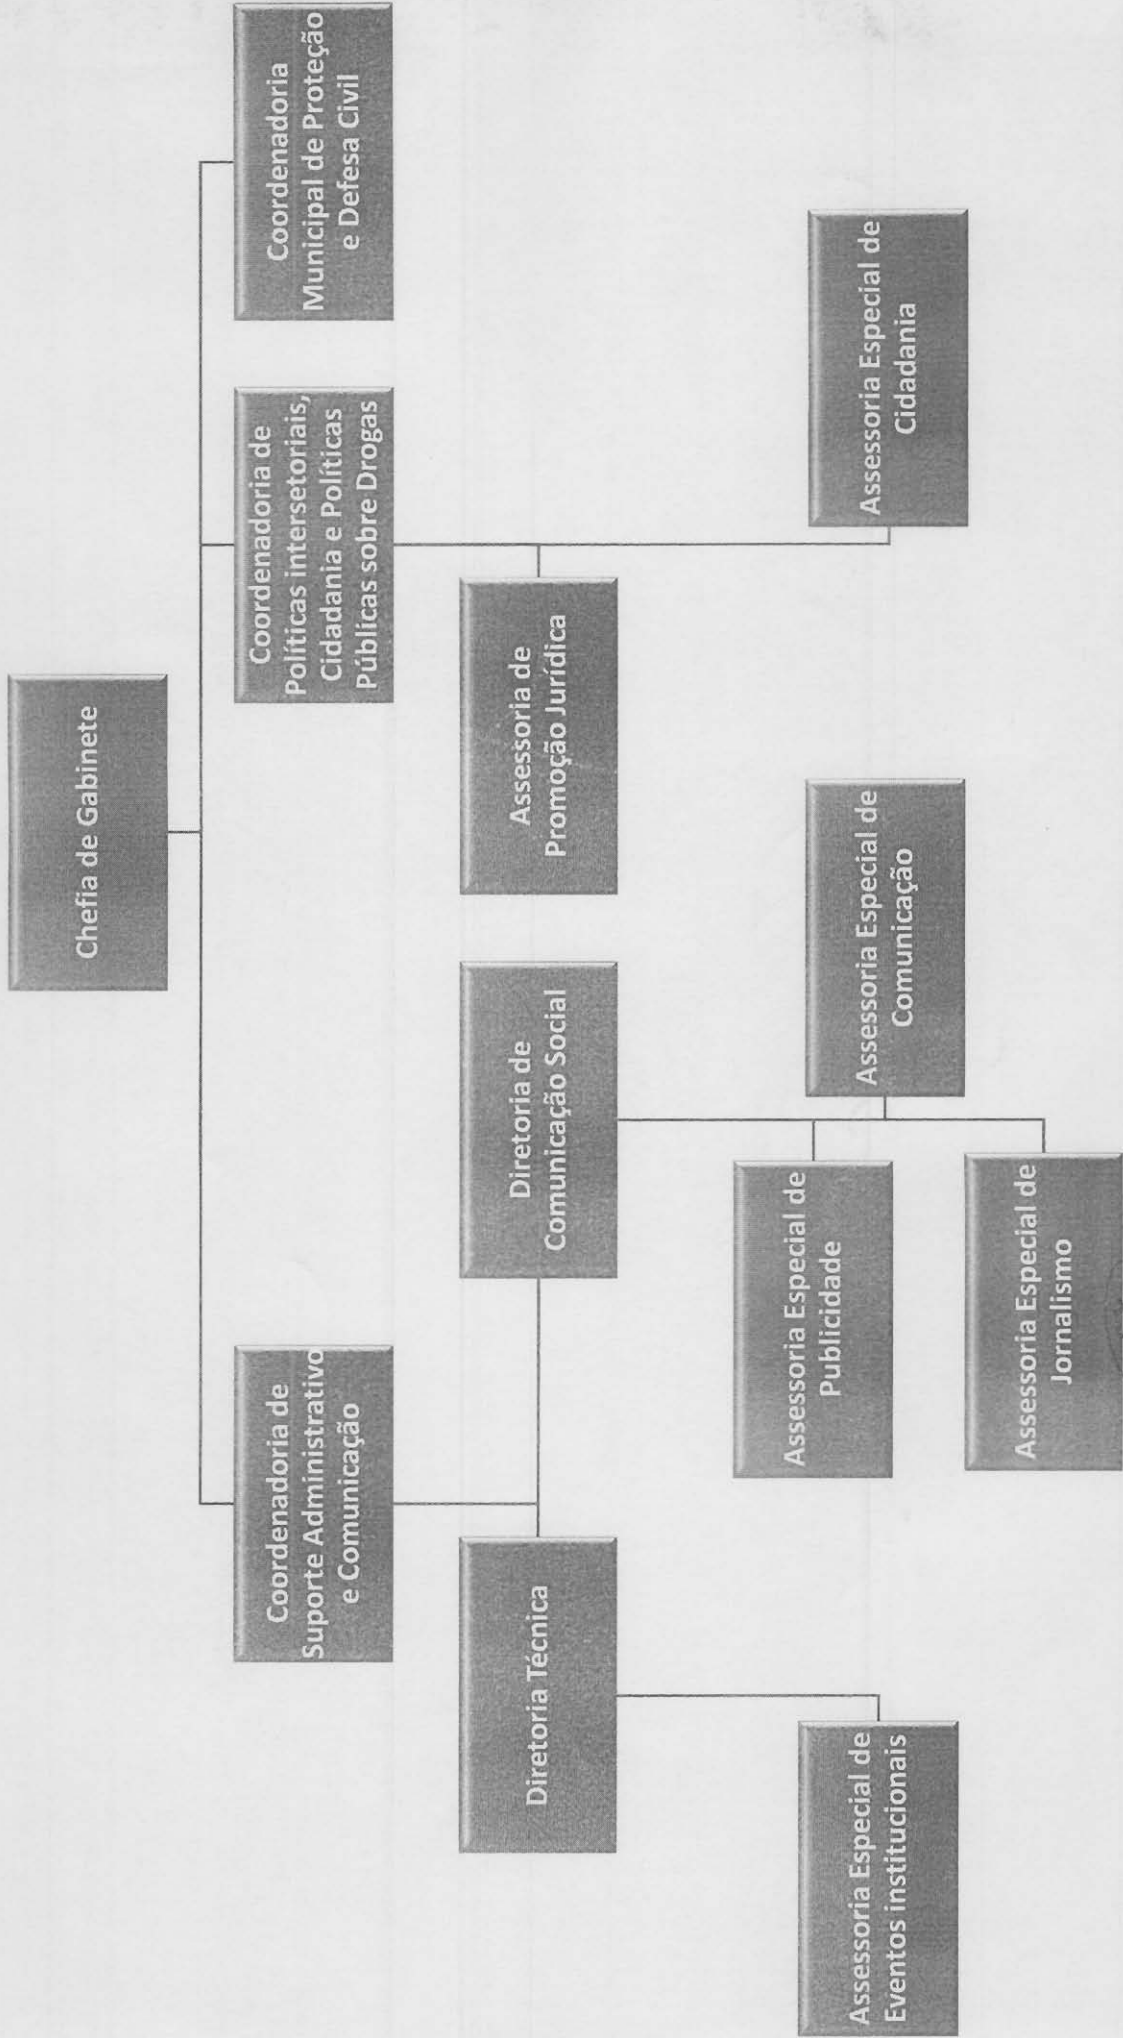 Chefia de Gabinete
Coordenadoria de
Suporte Administrativo
e Comunicação
Coordenadoria de
Políticas intersetoriais,
Cidadania e Políticas
Públicas sobre Drogas
Coordenadoria
Municipal de Proteção
e Defesa Civil
Diretoria Técnica
Diretoria de
Comunicação Social
Assessoria de
Promoção Jurídica
Assessoria Especial de
Eventos institucionais
Assessoria Especial de
Publicidade
Assessoria Especial de
Comunicação
Assessoria Especial de
Cidadania
Assessoria Especial de
Jornalismo